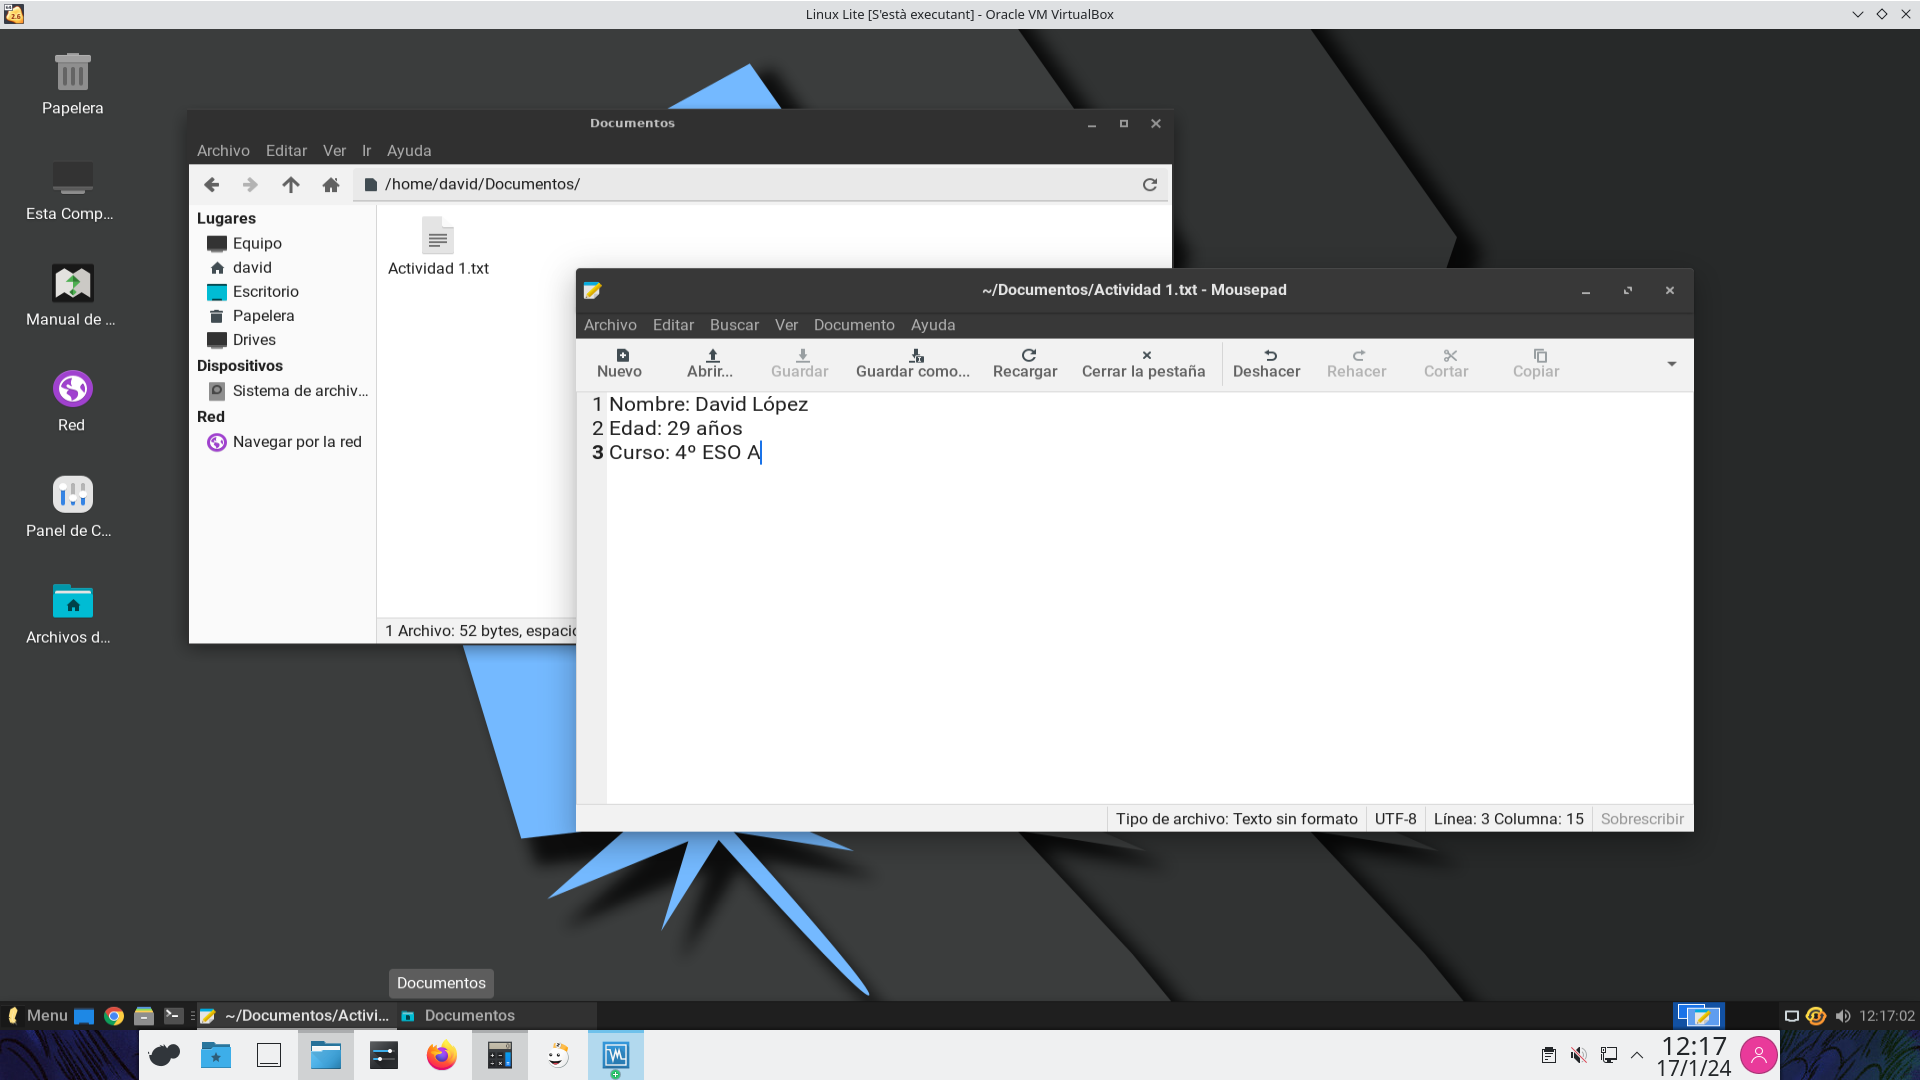 Linux Lite [S'està executant] - Oracle VM VirtualBox
Papelera
Esta Comp...
Manual de ...
Red
Panel de C...
Archivos d...
Documentos
Archivo Editar Ver Ir Ayuda
/home/david/Documentos/
Lugares
Equipo
david
Escritorio
Papelera
Drives
Dispositivos
Sistema de archiv...
Red
Navegar por la red
Actividad 1.txt
1 Archivo: 52 bytes, espacio
~/Documentos/Actividad 1.txt - Mousepad
Archivo Editar Buscar Ver Documento Ayuda
Nuevo Abrir... Guardar Guardar como... Recargar Cerrar la pestaña Deshacer Rehacer Cortar Copiar
1 Nombre: David López
2 Edad: 29 años
3 Curso: 4º ESO A
Tipo de archivo: Texto sin formato UTF-8 Línea: 3 Columna: 15 Sobrescribir
Documentos
Menu ~/Documentos/Activi... Documentos 12:17:02
12:17
17/1/24